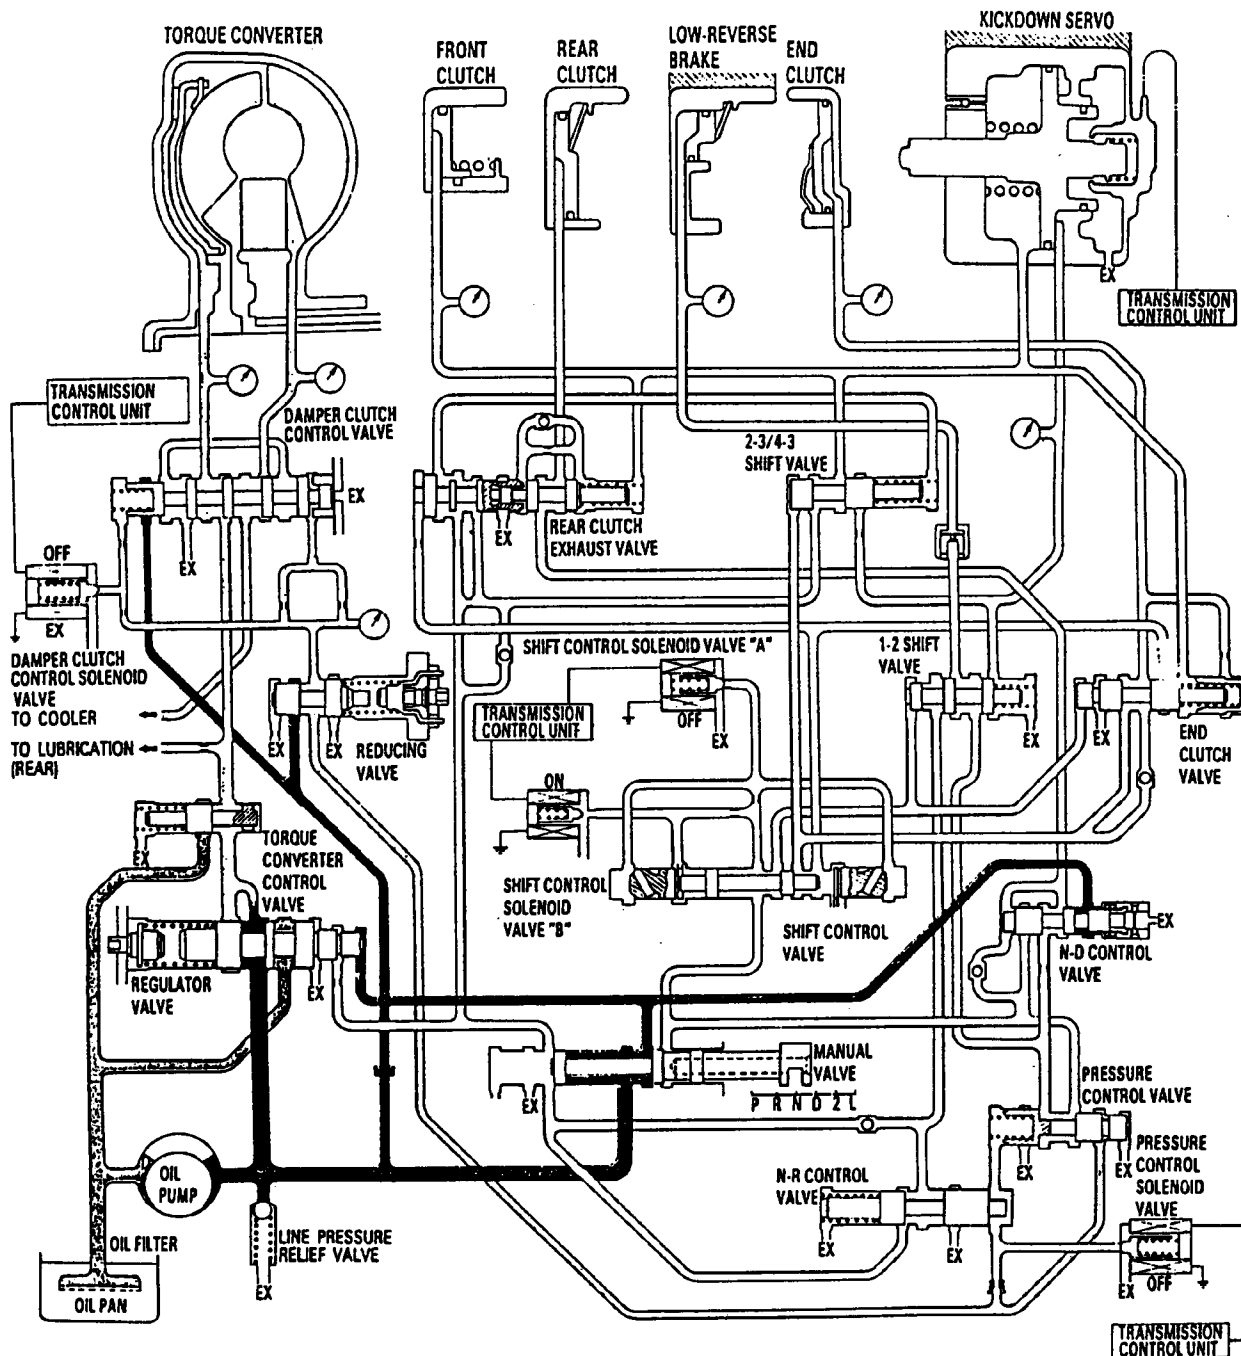 KICKDOWN SERVO
TORQUE CONVERTER
FRONT
CLUTCH
REAR
CLUTCH
LOW-REVERSE
BRAKE
END
CLUTCH
EX
TRANSMISSION
CONTROL UNIT
TRANSMISSION
CONTROL UNIT
DAMPER CLUTCH
CONTROL VALVE
2-3/4-3
SHIFT VALVE
EX
EX
REAR CLUTCH
EXHAUST VALVE
OFF
EX
EX
DAMPER CLUTCH
CONTROL SOLENOID
VALVE
TO COOLER
SHIFT CONTROL SOLENOID VALVE "A"
1-2 SHIFT
VALVE
OFF
EX
TRANSMISSION
CONTROL UNIT
TO LUBRICATION
(REAR)
EX
EX
REDUCING
VALVE
EX
EX
END
CLUTCH
VALVE
ON
EX
TORQUE
CONVERTER
CONTROL
VALVE
SHIFT CONTROL
SOLENOID
VALVE "B"
SHIFT CONTROL
VALVE
EX
N-D CONTROL
VALVE
REGULATOR
VALVE
EX
MANUAL
VALVE
P R N D 2 L
EX
PRESSURE
CONTROL VALVE
EX
EX
PRESSURE
CONTROL
SOLENOID
VALVE
OIL
PUMP
N-R CONTROL
VALVE
EX
EX
OIL FILTER
LINE PRESSURE
RELIEF VALVE
EX
OIL PAN
EX
OFF
TRANSMISSION
CONTROL UNIT